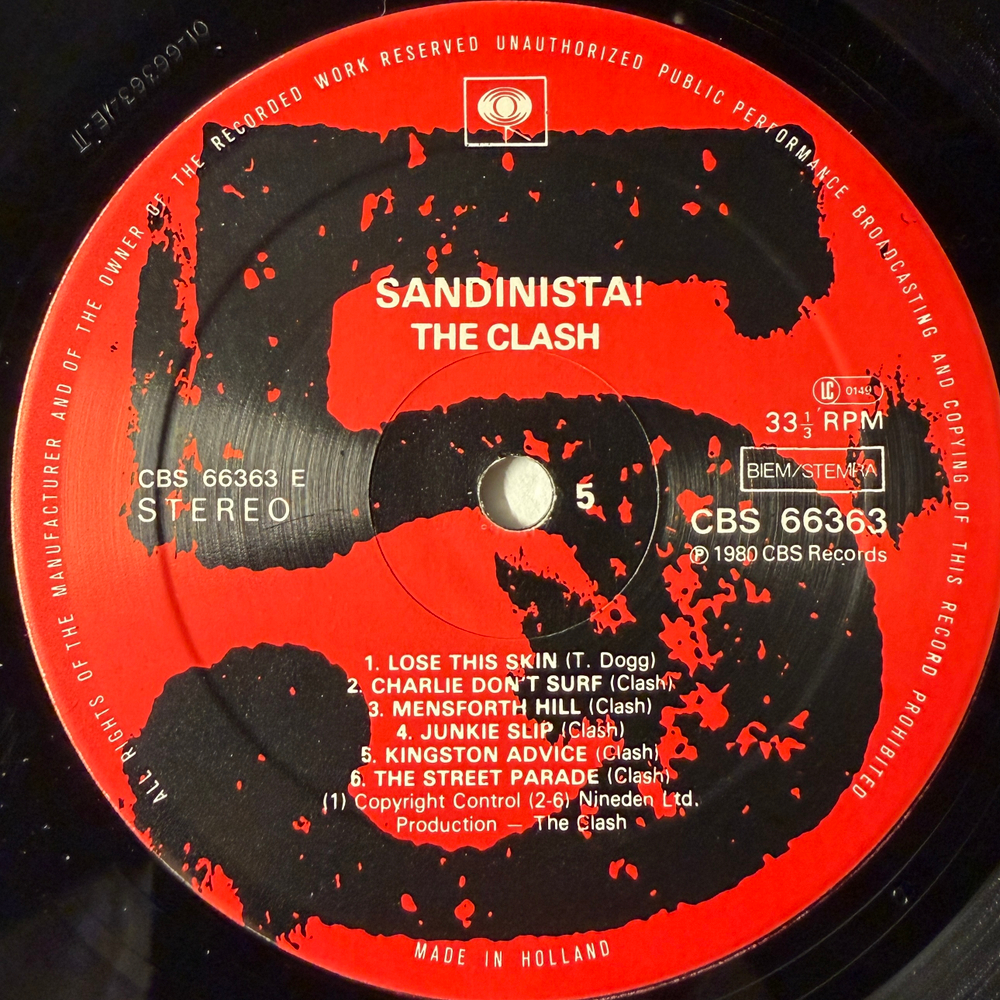 ALL RIGHTS OF THE MANUFACTURER AND OF THE OWNER OF THE RECORDED WORK RESERVED UNAUTHORIZED PUBLIC PERFORMANCE BROADCASTING AND COPYING OF THIS RECORD PROHIBITED
SANDINISTA!
THE CLASH
LC 0149
33 1/3 RPM
BIEM/STEMRA
CBS 66363 E
STEREO
5
CBS 66363
℗ 1980 CBS Records
1. LOSE THIS SKIN (T. Dogg)
2. CHARLIE DON'T SURF (Clash)
3. MENSFORTH HILL (Clash)
4. JUNKIE SLIP (Clash)
5. KINGSTON ADVICE (Clash)
6. THE STREET PARADE (Clash)
(1) Copyright Control (2-6) Nineden Ltd.
Production — The Clash
MADE IN HOLLAND